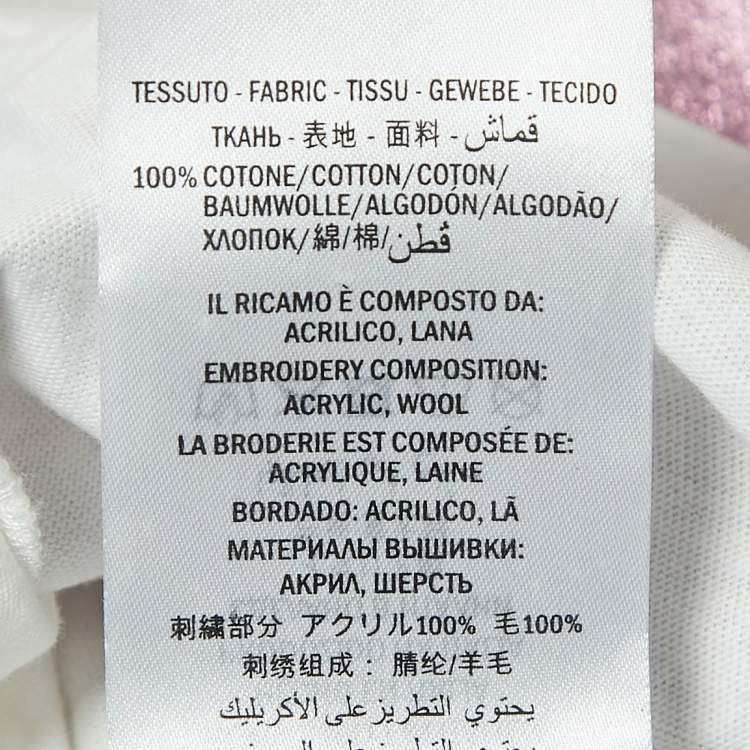 TESSUTO - FABRIC - TISSU - GEWEBE - TECIDO
ТКАНЬ - 表地 - 面料 - قماش
100% COTONE/COTTON/COTON/
BAUMWOLLE/ALGODÓN/ALGODÃO/
ХЛОПОК/綿/棉/قطن
IL RICAMO È COMPOSTO DA:
ACRILICO, LANA
EMBROIDERY COMPOSITION:
ACRYLIC, WOOL
LA BRODERIE EST COMPOSÉE DE:
ACRYLIQUE, LAINE
BORDADO: ACRILICO, LÃ
МАТЕРИАЛЫ ВЫШИВКИ:
АКРИЛ, ШЕРСТЬ
刺繍部分 アクリル100% 毛100%
刺绣组成：腈纶/羊毛
يحتوي التطريز على الأكريليك